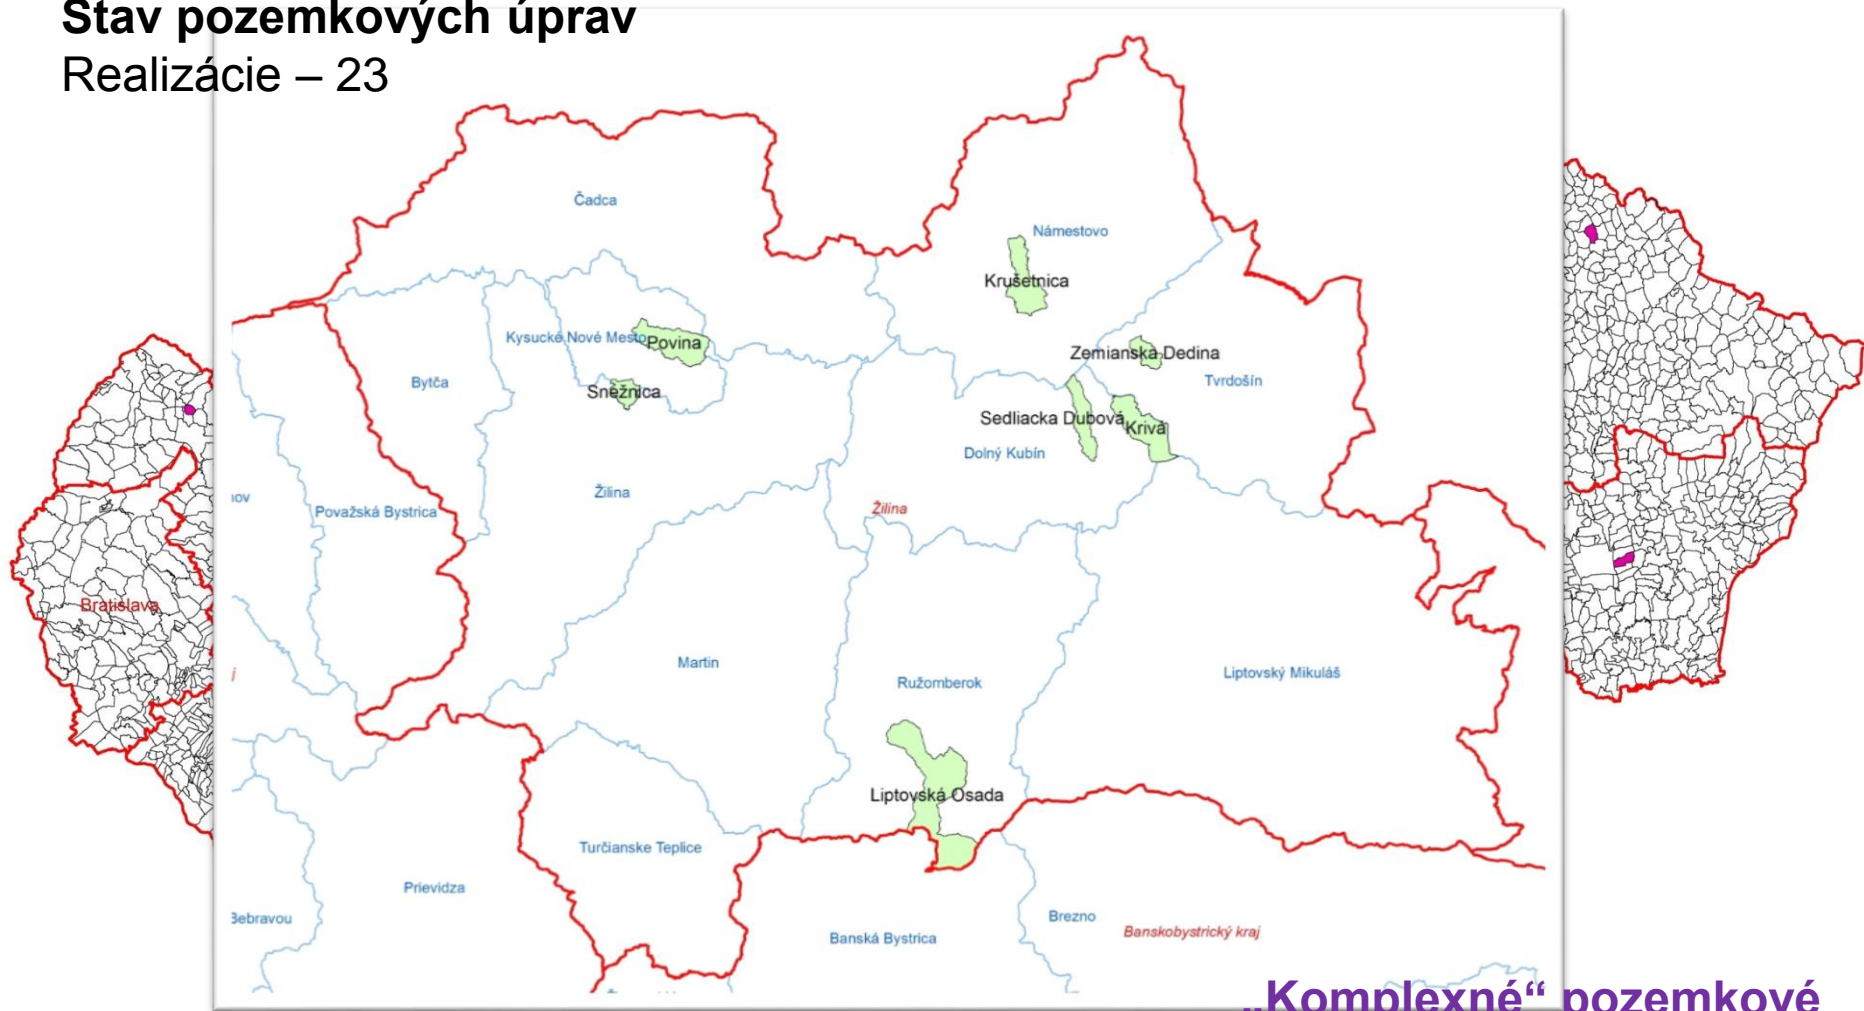 Stav pozemkových úprav
Realizácie – 23
Čadca
Námestovo
Krušetnica
Kysucké Nové Mesto
Povina
Zemianska Dedina
Bytča
Tvrdošín
Snežnica
Sedliacka Dubová
Krivá
Dolný Kubín
Žilina
Považská Bystrica
Žilina
Bratislava
Martin
Ružomberok
Liptovský Mikuláš
Liptovská Osada
Turčianske Teplice
Prievidza
Bebravou
Brezno
Banskobystrický kraj
Banská Bystrica
„Komplexné“ pozemkové